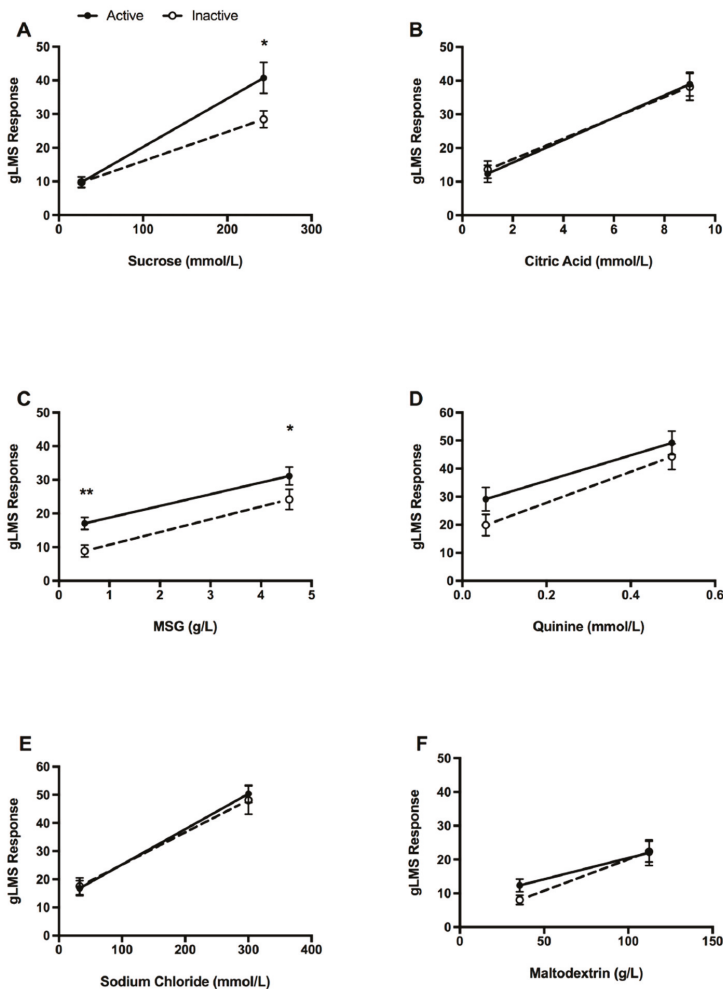 Active Inactive
A
50
40
30
20
10
0
gLMS Response
*
0 100 200 300
Sucrose (mmol/L)
B
50
40
30
20
10
0
gLMS Response
0 2 4 6 8 10
Citric Acid (mmol/L)
C
50
40
30
20
10
0
gLMS Response
**
*
0 1 2 3 4 5
MSG (g/L)
D
60
50
40
30
20
10
0
gLMS Response
0.0 0.2 0.4 0.6
Quinine (mmol/L)
E
60
50
40
30
20
10
0
gLMS Response
0 100 200 300 400
Sodium Chloride (mmol/L)
F
50
40
30
20
10
0
gLMS Response
0 50 100 150
Maltodextrin (g/L)